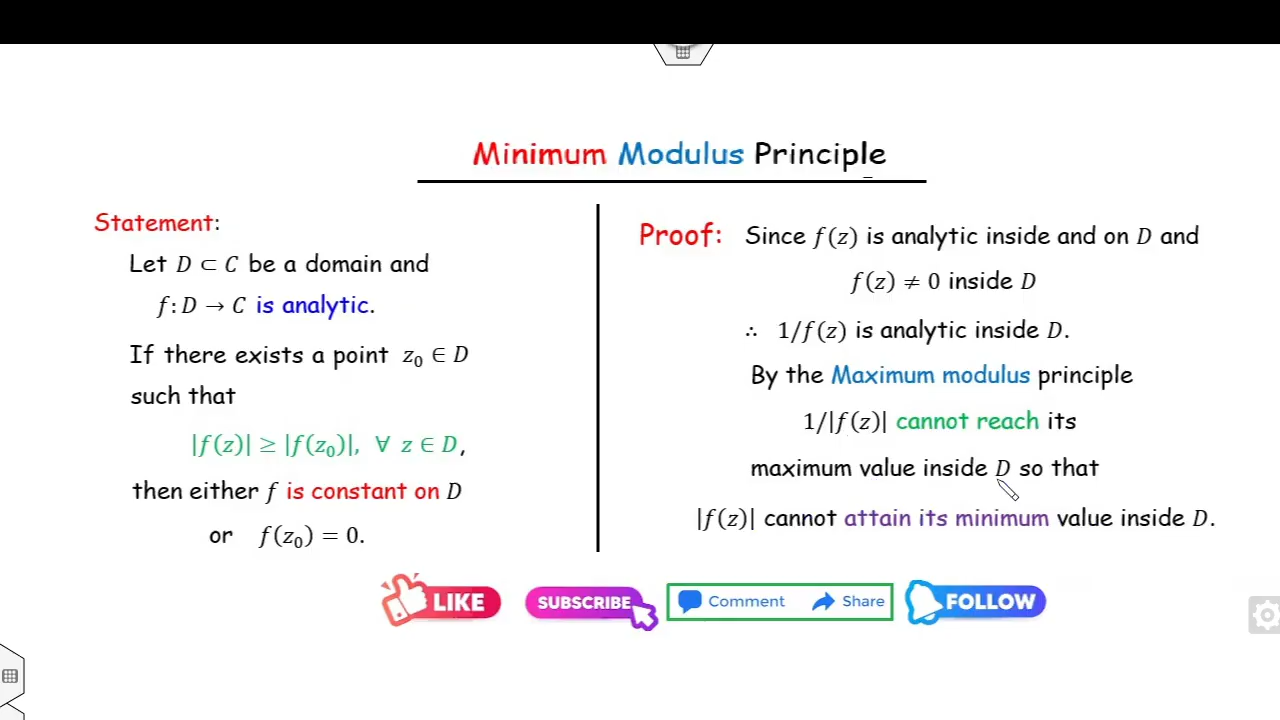 Minimum Modulus Principle
Statement:
Let D ⊂ C be a domain and
f: D → C is analytic.
If there exists a point z₀ ∈ D
such that
|f(z)| ≥ |f(z₀)|, ∀ z ∈ D,
then either f is constant on D
or f(z₀) = 0.
Proof: Since f(z) is analytic inside and on D and
f(z) ≠ 0 inside D
∴ 1/f(z) is analytic inside D.
By the Maximum modulus principle
1/|f(z)| cannot reach its
maximum value inside D so that
|f(z)| cannot attain its minimum value inside D.
LIKE SUBSCRIBE Comment Share FOLLOW